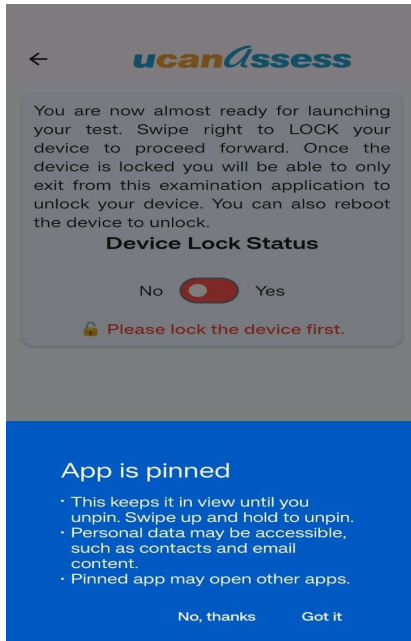 ucanAssess
You are now almost ready for launching
your test. Swipe right to LOCK your
device to proceed forward. Once the
device is locked you will be able to only
exit from this examination application to
unlock your device. You can also reboot
the device to unlock.
Device Lock Status
No Yes
Please lock the device first.
App is pinned
· This keeps it in view until you
unpin. Swipe up and hold to unpin.
· Personal data may be accessible,
such as contacts and email
content.
· Pinned app may open other apps.
No, thanks Got it